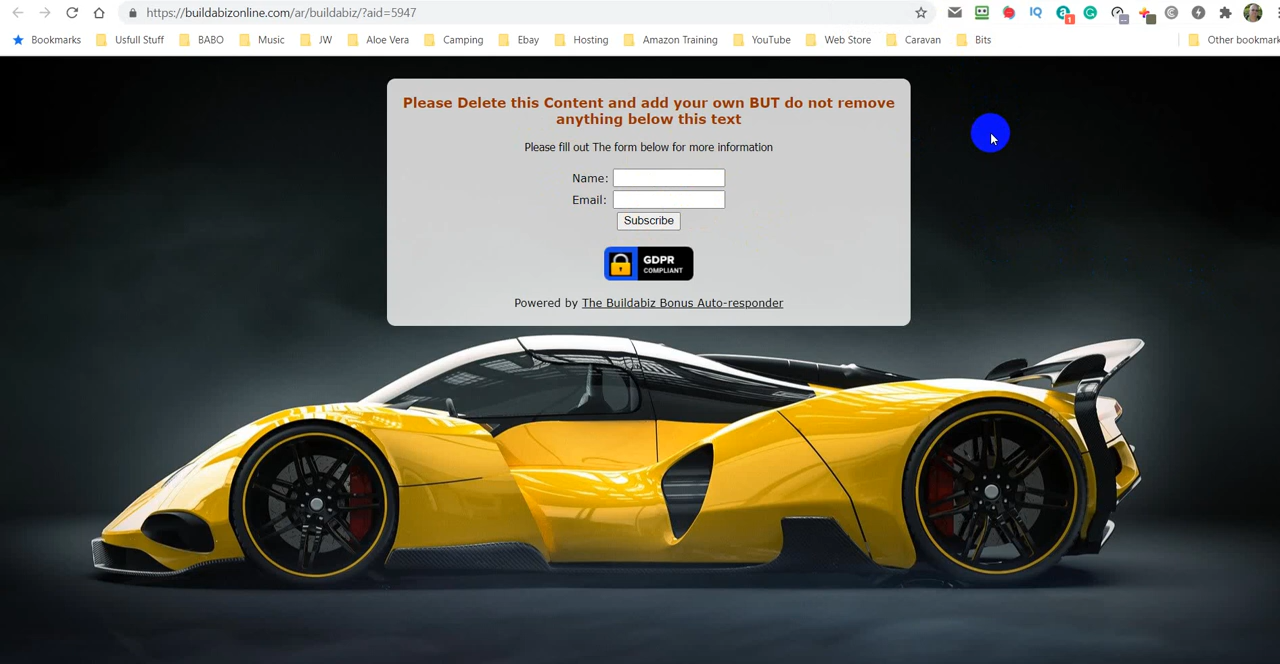 https://buildabizonline.com/ar/buildabiz/?aid=5947
IQ
1
Bookmarks Usfull Stuff BABO Music JW Aloe Vera Camping Ebay Hosting Amazon Training YouTube Web Store Caravan Bits Other bookmark
Please Delete this Content and add your own BUT do not remove
anything below this text
Please fill out The form below for more information
Name:
Email:
Subscribe
GDPR
COMPLIANT
Powered by The Buildabiz Bonus Auto-responder